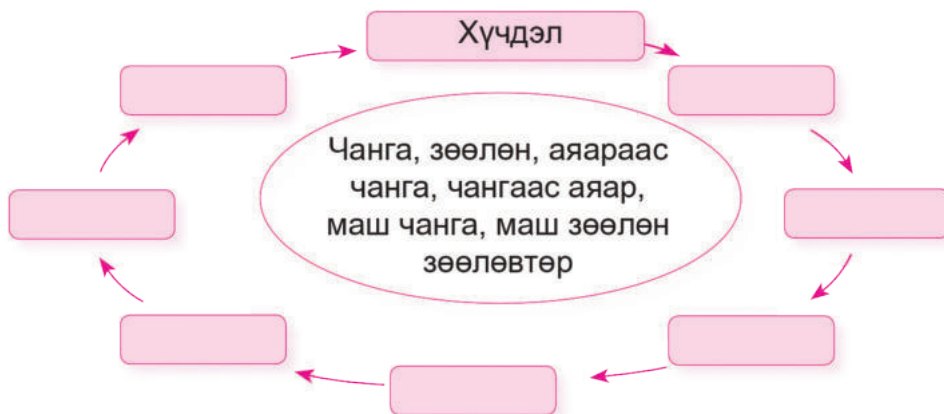 Хүчдэл
Чанга, зөөлөн, аяараас
чанга, чангаас аяар,
маш чанга, маш зөөлөн
зөөлөвтөр